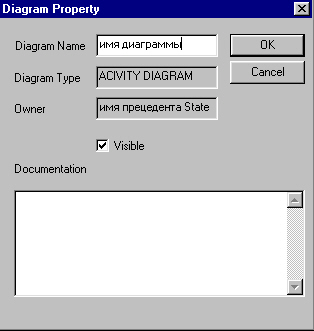 Diagram Property
Diagram Name имя диаграммы OK
Diagram Type ACIVITY DIAGRAM Cancel
Owner имя прецедента State
Visible
Documentation